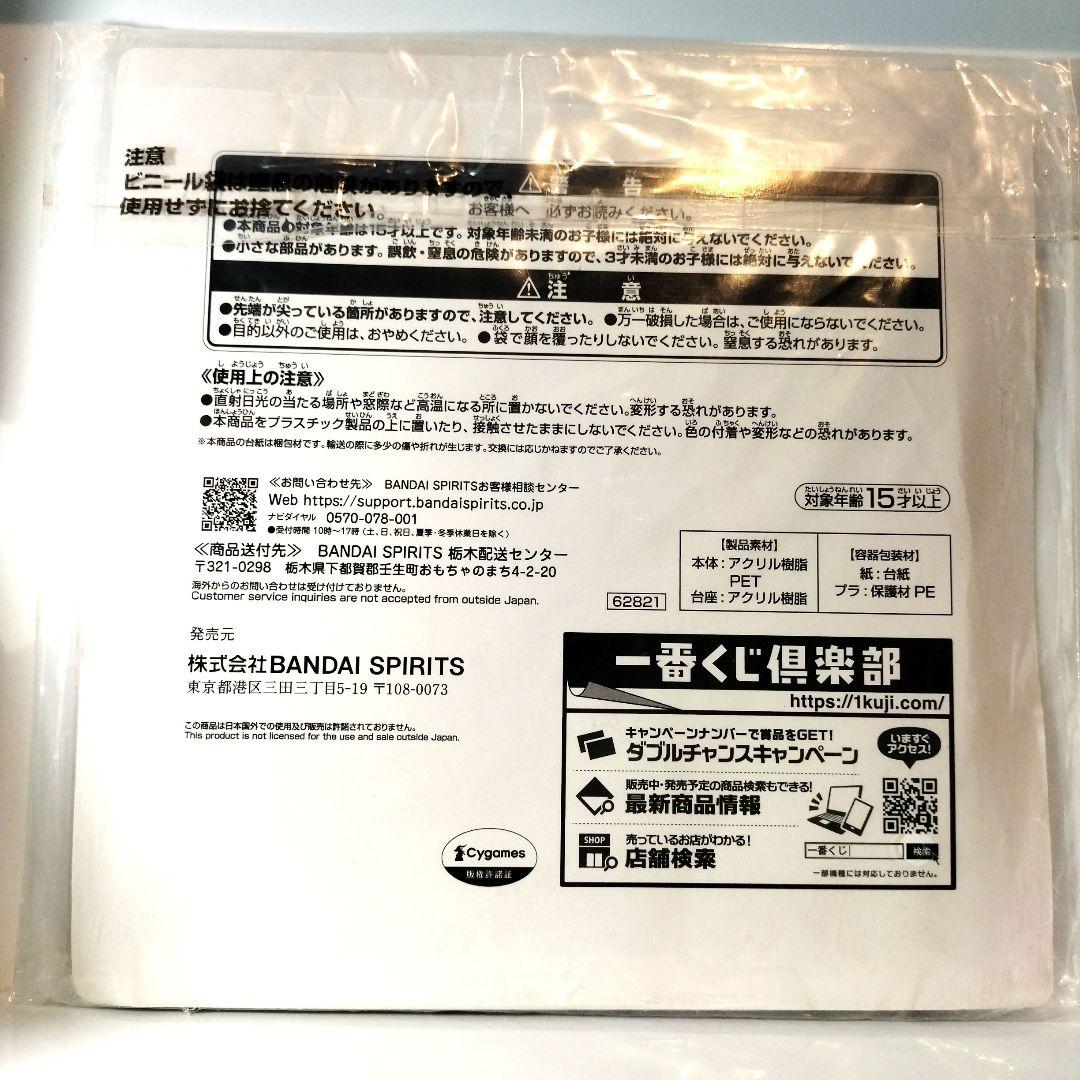 注意
ビニール袋は窒息の危険がありますので、
使用せずにお捨てください。
⚠警告
お客様へ 必ずお読みください。
●本商品の対象年齢は15才以上です。対象年齢未満のお子様には絶対に与えないでください。
●小さな部品があります。誤飲・窒息の危険がありますので、3才未満のお子様には絶対に与えないでください。
⚠注意
●先端が尖っている箇所がありますので、注意してください。 ●万一破損した場合は、ご使用にならないでください。
●目的以外のご使用は、おやめください。 ●袋で顔を覆ったりしないでください。窒息する恐れがあります。
《使用上の注意》
●直射日光の当たる場所や窓際など高温になる所に置かないでください。変形する恐れがあります。
●本商品をプラスチック製品の上に置いたり、接触させたままにしないでください。色の付着や変形などの恐れがあります。
※本商品の台紙は梱包材です。輸送の際に多少の傷や折れが生じます。交換には応じかねますのでご了承ください。
≪お問い合わせ先≫ BANDAI SPIRITSお客様相談センター
Web https://support.bandaispirits.co.jp
ナビダイヤル 0570-078-001
●受付時間 10時～17時 (土、日、祝日、夏季・冬季休業日を除く)
対象年齢15才以上
≪商品送付先≫ BANDAI SPIRITS 栃木配送センター
〒321-0298 栃木県下都賀郡壬生町おもちゃのまち4-2-20
海外からのお問い合わせは受け付けておりません。
Customer service inquiries are not accepted from outside Japan.
62821
【製品素材】
本体：アクリル樹脂
PET
台座：アクリル樹脂
【容器包装材】
紙：台紙
プラ：保護材 PE
発売元
株式会社BANDAI SPIRITS
東京都港区三田三丁目5-19 〒108-0073
この商品は日本国外での使用及び販売は許諾されておりません。
This product is not licensed for the use and sale outside Japan.
Cygames
版権許諾証
一番くじ倶楽部
https://1kuji.com/
キャンペーンナンバーで賞品をGET!
ダブルチャンスキャンペーン
いますぐ
アクセス!
販売中・発売予定の商品検索もできる!
最新商品情報
SHOP
売っているお店がわかる!
店舗検索
一番くじ
検索
一部機種には対応しておりません。